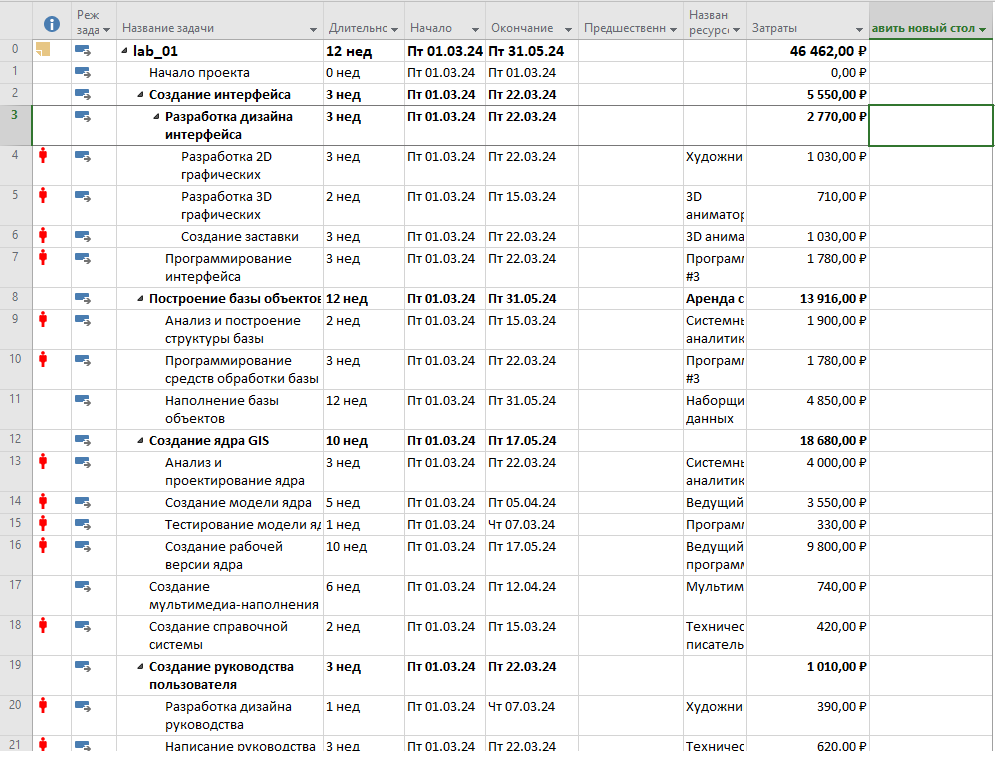 Реж
зада Название задачи Длительнс Начало Окончание Предшественн Назван
ресурсс Затраты авить новый стол
0 lab_01 12 нед Пт 01.03.24 Пт 31.05.24 46 462,00 ₽
1 Начало проекта 0 нед Пт 01.03.24 Пт 01.03.24 0,00 ₽
2 Создание интерфейса 3 нед Пт 01.03.24 Пт 22.03.24 5 550,00 ₽
3 Разработка дизайна 3 нед Пт 01.03.24 Пт 22.03.24 2 770,00 ₽
интерфейса
4 Разработка 2D 3 нед Пт 01.03.24 Пт 22.03.24 Художни 1 030,00 ₽
графических
5 Разработка 3D 2 нед Пт 01.03.24 Пт 15.03.24 3D 710,00 ₽
графических аниматор
6 Создание заставки 3 нед Пт 01.03.24 Пт 22.03.24 3D анима 1 030,00 ₽
7 Программирование 3 нед Пт 01.03.24 Пт 22.03.24 Программ 1 780,00 ₽
интерфейса #3
8 Построение базы объектов 12 нед Пт 01.03.24 Пт 31.05.24 Аренда с 13 916,00 ₽
9 Анализ и построение 2 нед Пт 01.03.24 Пт 15.03.24 Системнь 1 900,00 ₽
структуры базы аналитик
10 Программирование 3 нед Пт 01.03.24 Пт 22.03.24 Программ 1 780,00 ₽
средств обработки базы #3
11 Наполнение базы 12 нед Пт 01.03.24 Пт 31.05.24 Наборщи 4 850,00 ₽
объектов данных
12 Создание ядра GIS 10 нед Пт 01.03.24 Пт 17.05.24 18 680,00 ₽
13 Анализ и 3 нед Пт 01.03.24 Пт 22.03.24 Системнь 4 000,00 ₽
проектирование ядра аналитик
14 Создание модели ядра 5 нед Пт 01.03.24 Пт 05.04.24 Ведущий 3 550,00 ₽
15 Тестирование модели яд 1 нед Пт 01.03.24 Чт 07.03.24 Программ 330,00 ₽
16 Создание рабочей 10 нед Пт 01.03.24 Пт 17.05.24 Ведущий 9 800,00 ₽
версии ядра программ
17 Создание 6 нед Пт 01.03.24 Пт 12.04.24 Мультим 740,00 ₽
мультимедиа-наполнения
18 Создание справочной 2 нед Пт 01.03.24 Пт 15.03.24 Техничес 420,00 ₽
системы писатель
19 Создание руководства 3 нед Пт 01.03.24 Пт 22.03.24 1 010,00 ₽
пользователя
20 Разработка дизайна 1 нед Пт 01.03.24 Чт 07.03.24 Художни 390,00 ₽
руководства
21 Написание руководства 3 нед Пт 01.03.24 Пт 22.03.24 Техничес 620,00 ₽